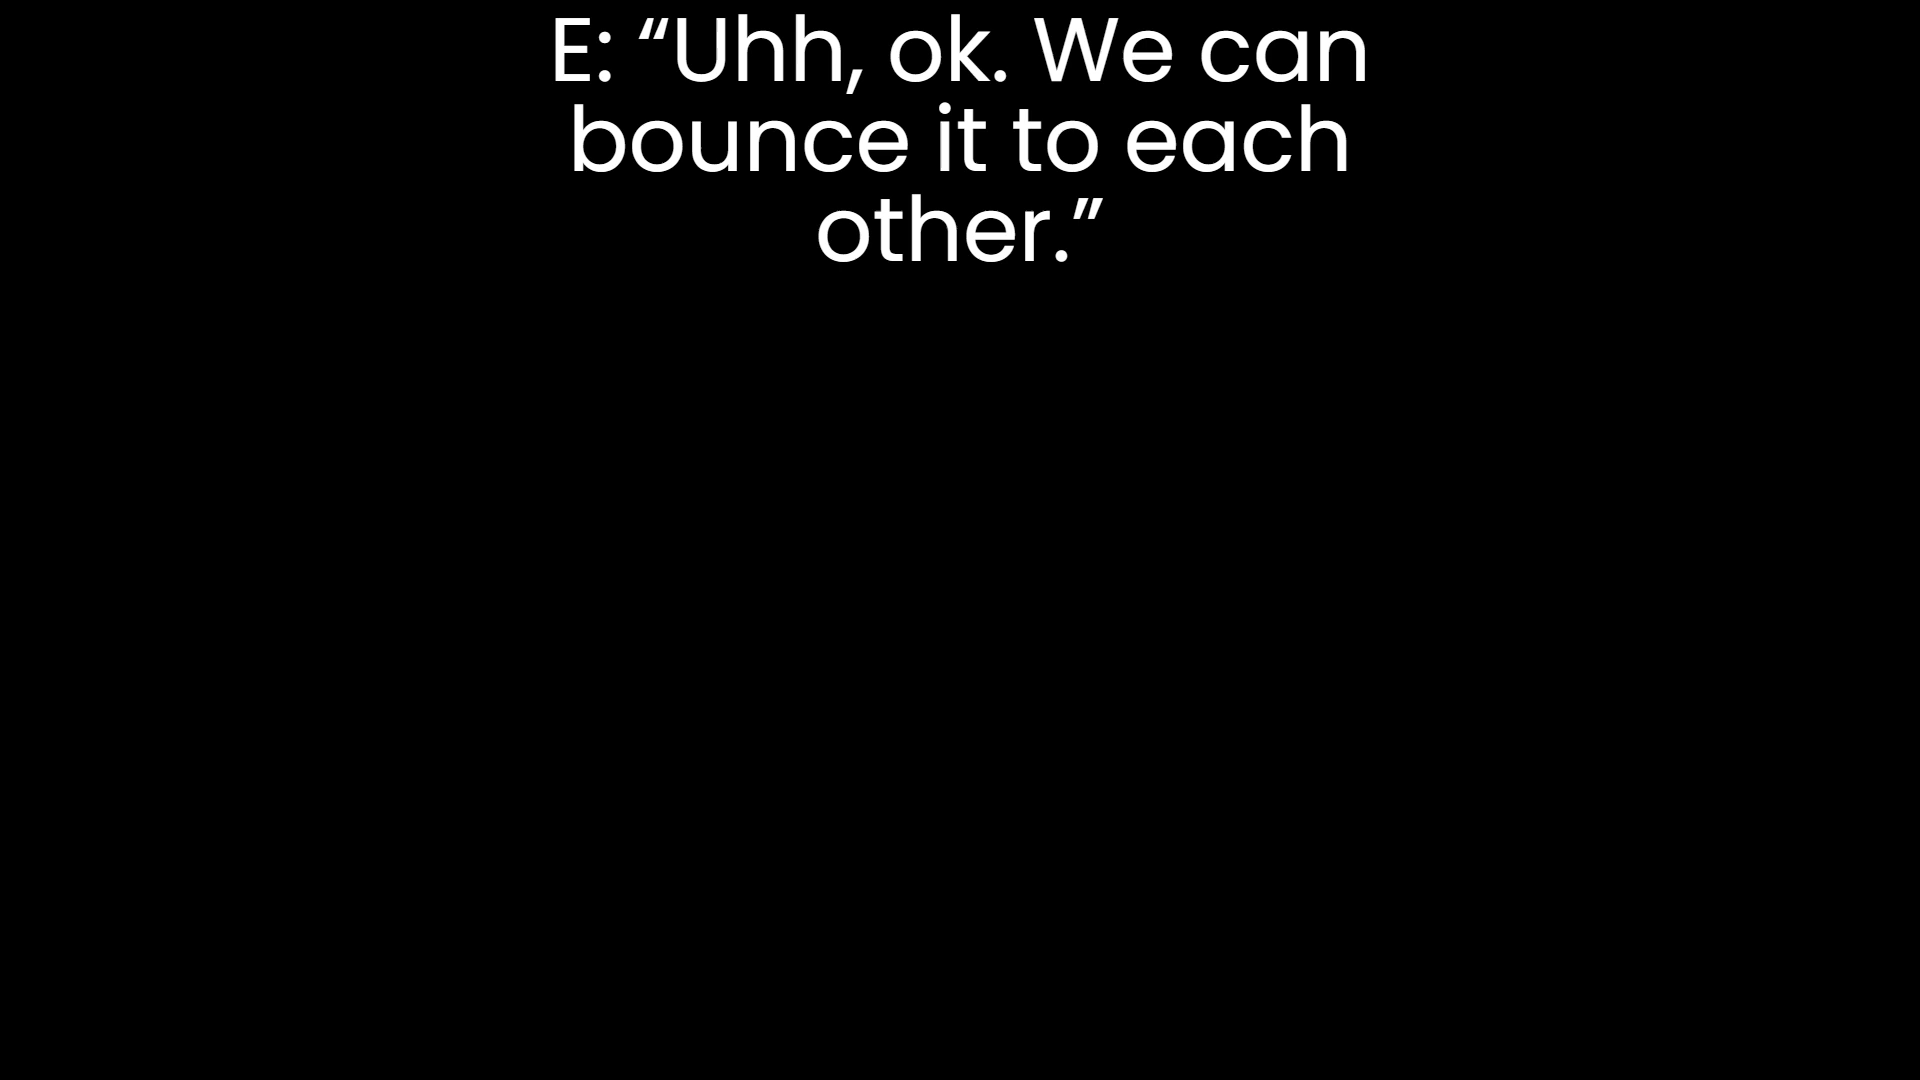 E: “Uhh, ok. We can
bounce it to each
other.”